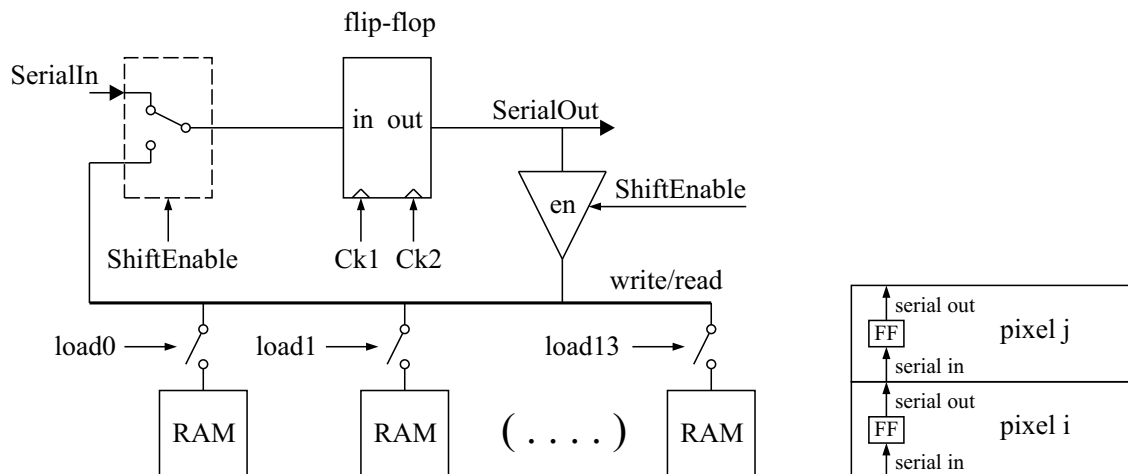 flip-flop
SerialIn
in out
SerialOut
en
ShiftEnable
ShiftEnable
Ck1 Ck2
write/read
load0
load1
load13
RAM
RAM
(....)
RAM
serial out
FF
pixel j
serial in
serial out
FF
pixel i
serial in